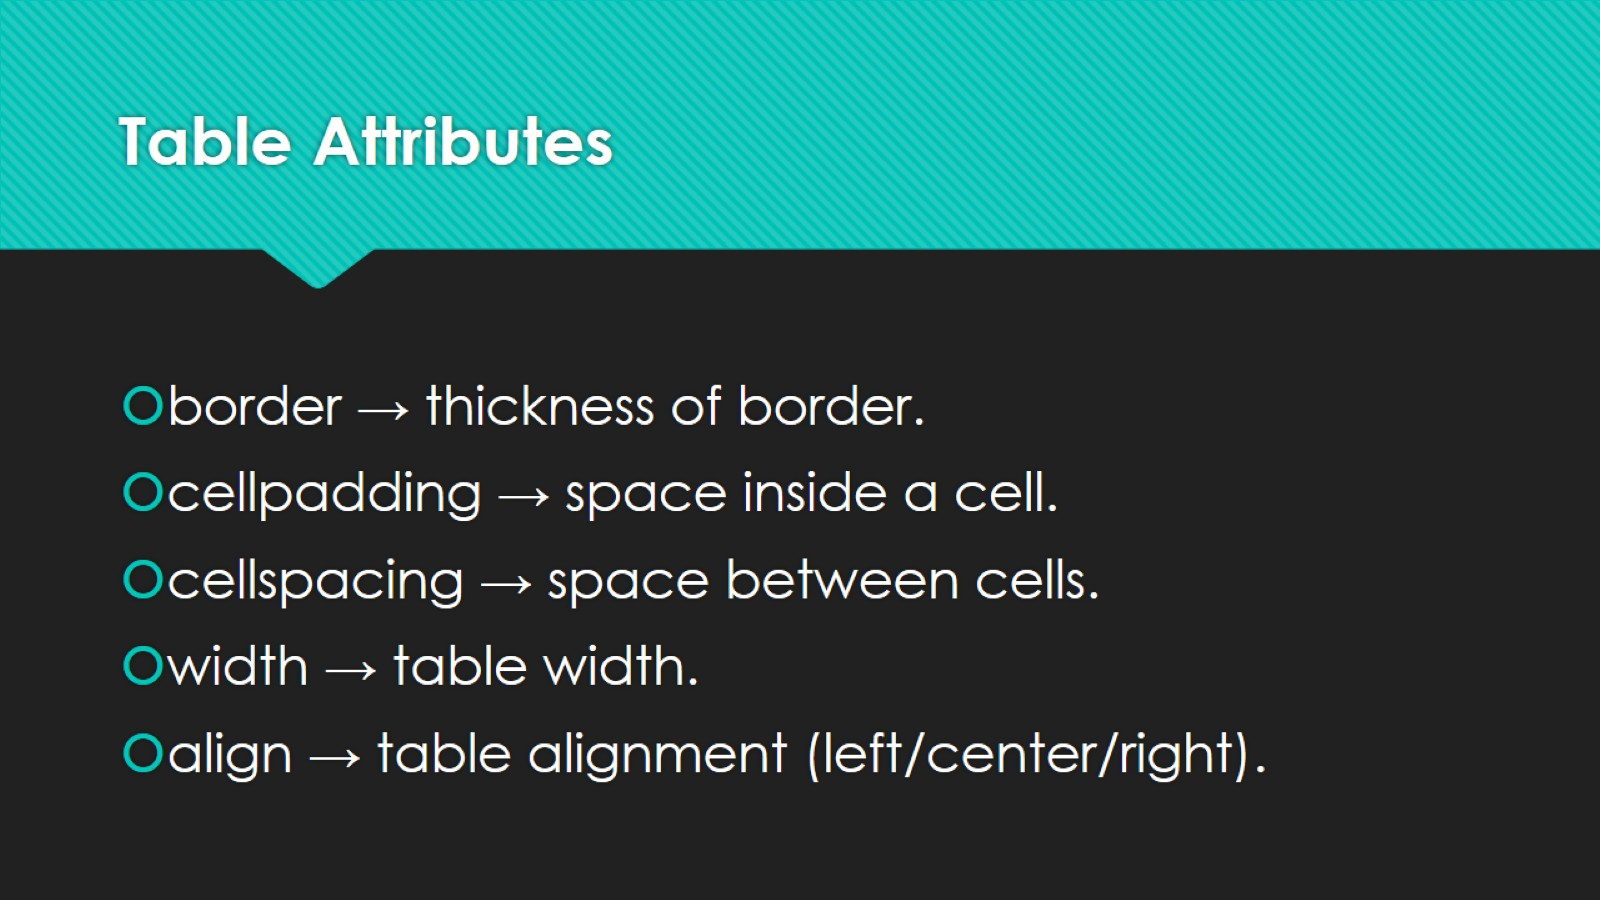 Table Attributes
border → thickness of border.
cellpadding → space inside a cell.
cellspacing → space between cells.
width → table width.
align → table alignment (left/center/right).